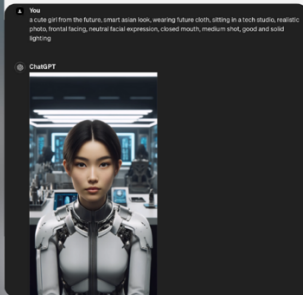 You
a cute girl from the future, smart asian look, wearing future cloth, sitting in a tech studio, realistic
photo, frontal facing, neutral facial expression, closed mouth, medium shot, good and solid
lighting
ChatGPT